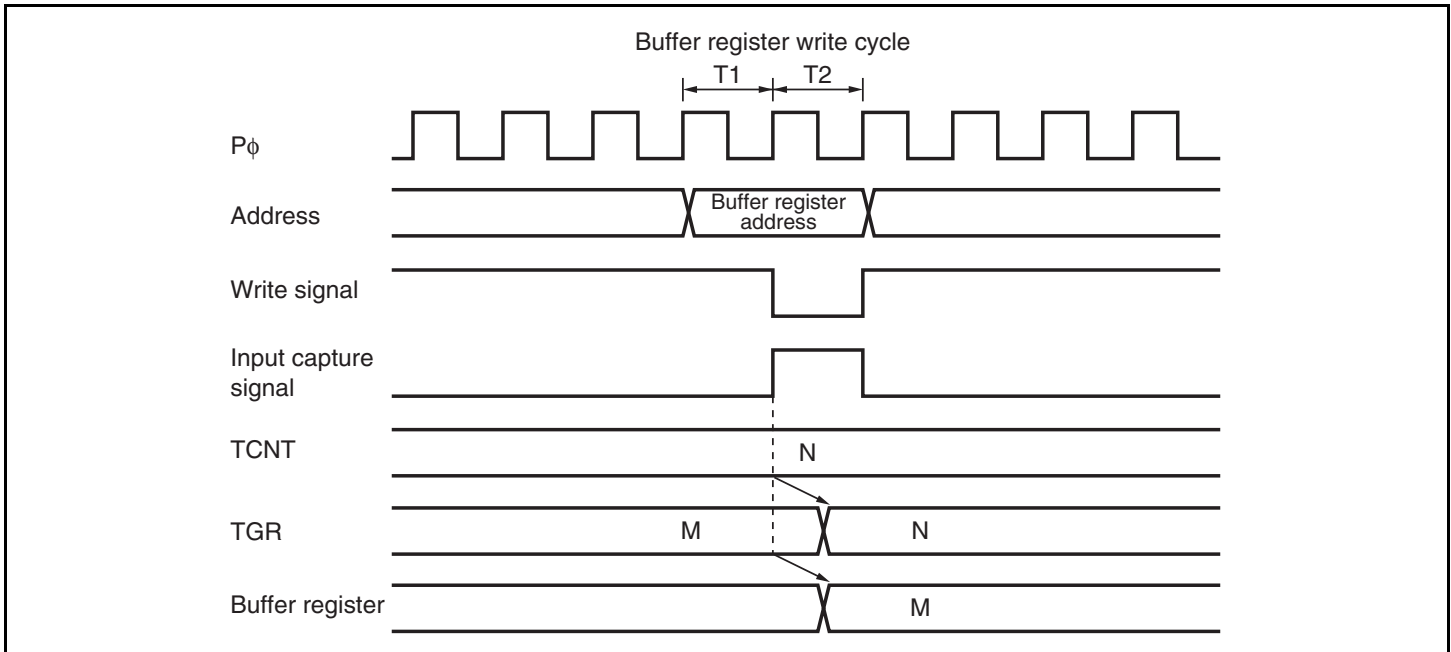 Buffer register write cycle
T1 T2
Pϕ
Address
Buffer register
address
Write signal
Input capture
signal
TCNT
N
TGR
M N
Buffer register
M